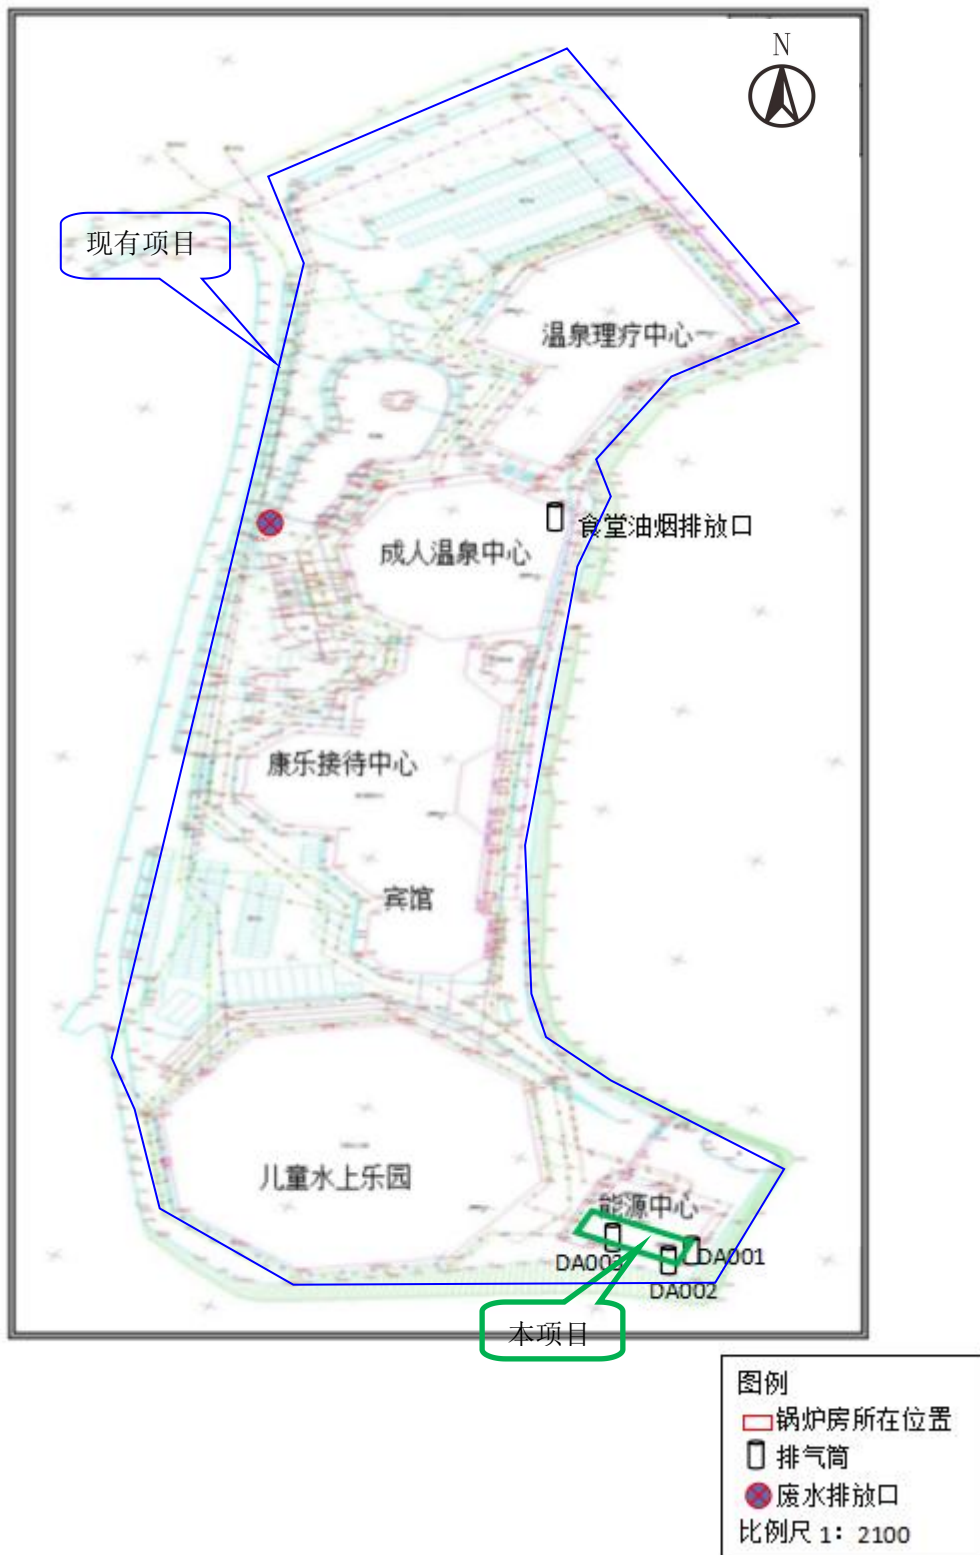 N
现有项目
温泉理疗中心
食堂油烟排放口
成人温泉中心
康乐接待中心
宾馆
儿童水上乐园
能源中心
DA003
DA001
DA002
本项目
图例
锅炉房所在位置
排气筒
废水排放口
比例尺 1：2100